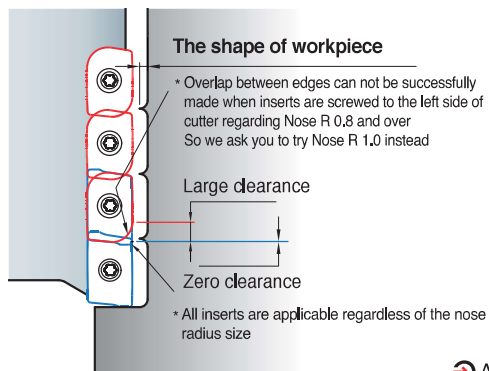 The shape of workpiece
* Overlap between edges can not be successfully
made when inserts are screwed to the left side of
cutter regarding Nose R 0.8 and over
So we ask you to try Nose R 1.0 instead
Large clearance
Zero clearance
* All inserts are applicable regardless of the nose
radius size